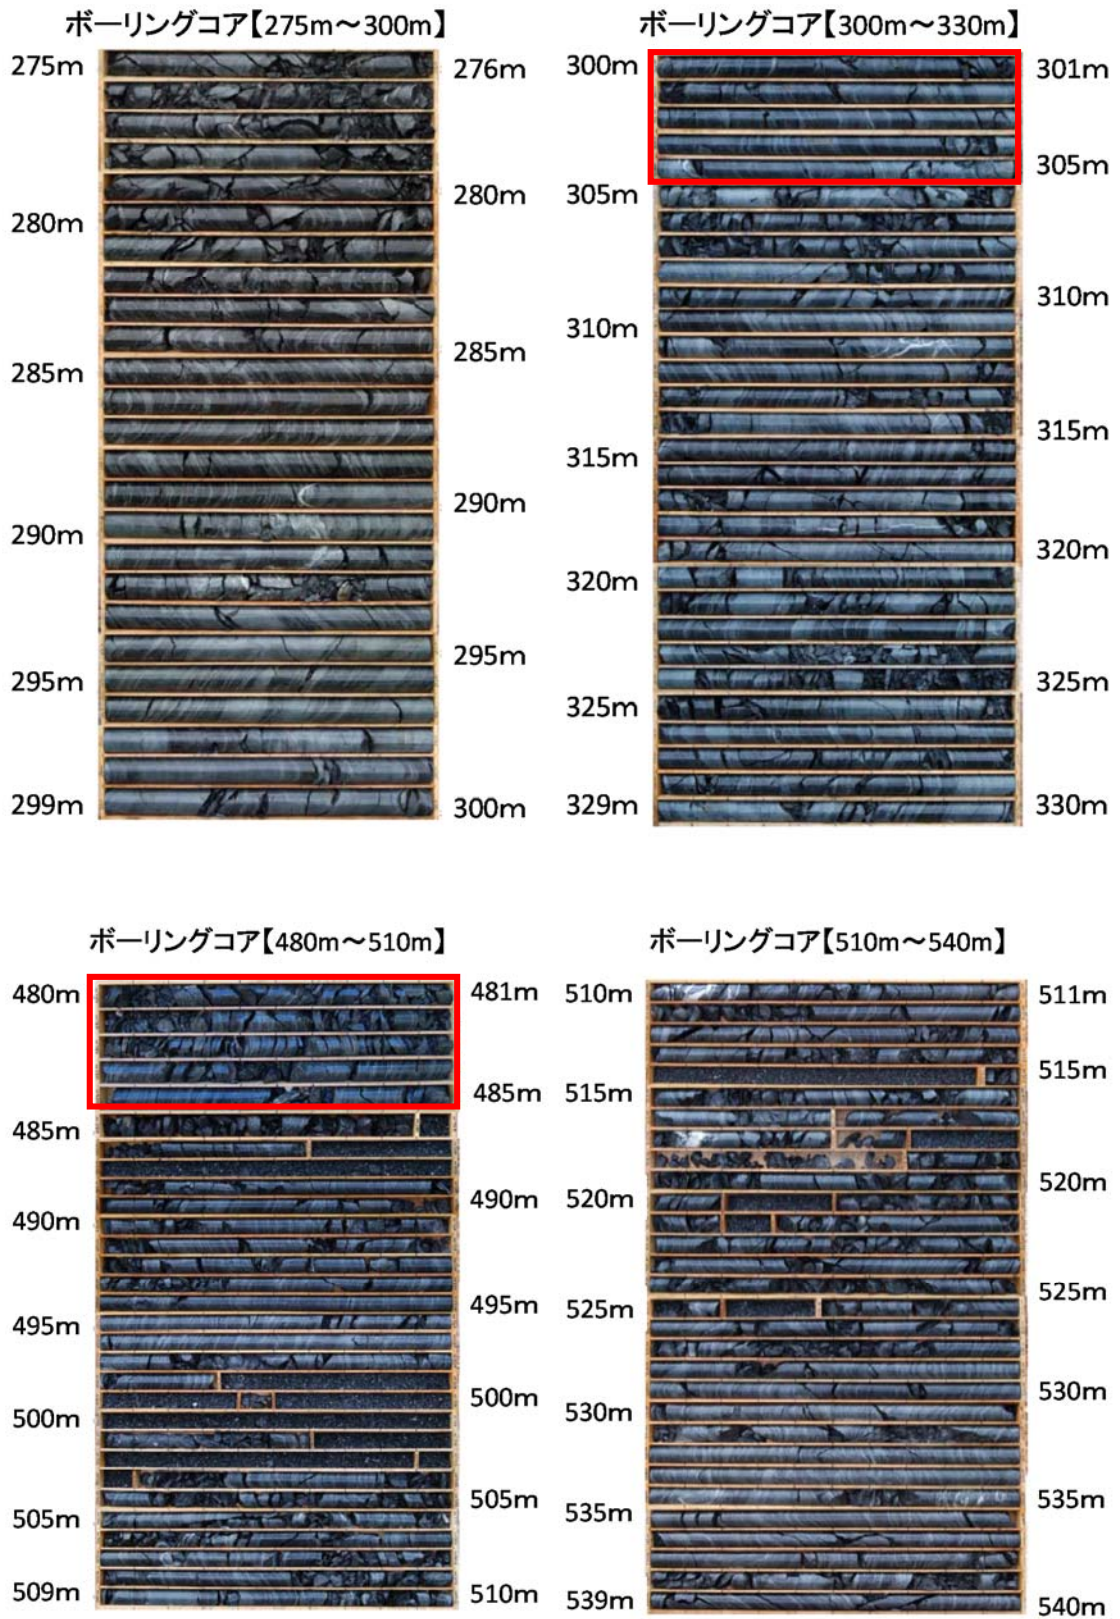 ボーリングコア【275m～300m】
275m
276m
280m
280m
285m
285m
290m
290m
295m
295m
299m
300m
ボーリングコア【300m～330m】
300m
301m
305m
305m
310m
310m
315m
315m
320m
320m
325m
325m
329m
330m
ボーリングコア【480m～510m】
480m
481m
485m
485m
490m
490m
495m
495m
500m
500m
505m
505m
509m
510m
ボーリングコア【510m～540m】
510m
511m
515m
515m
520m
520m
525m
525m
530m
530m
535m
535m
539m
540m